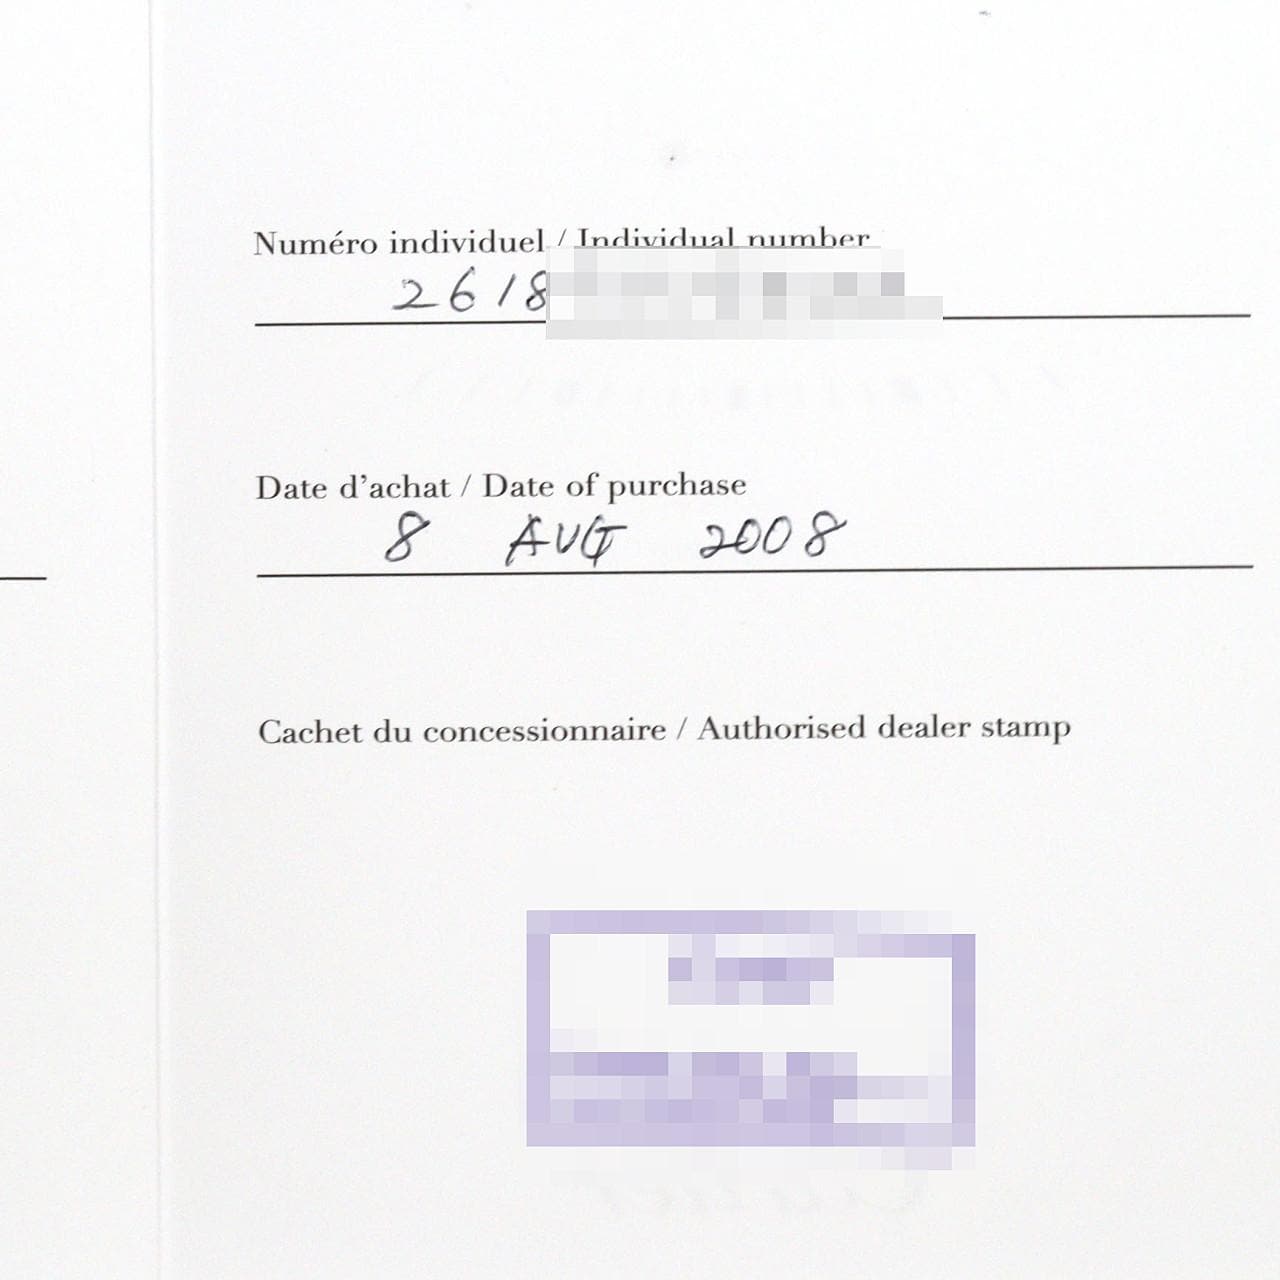 Numéro individuel / Individual number
2618
Date d'achat / Date of purchase
8 AUG 2008
Cachet du concessionnaire / Authorised dealer stamp